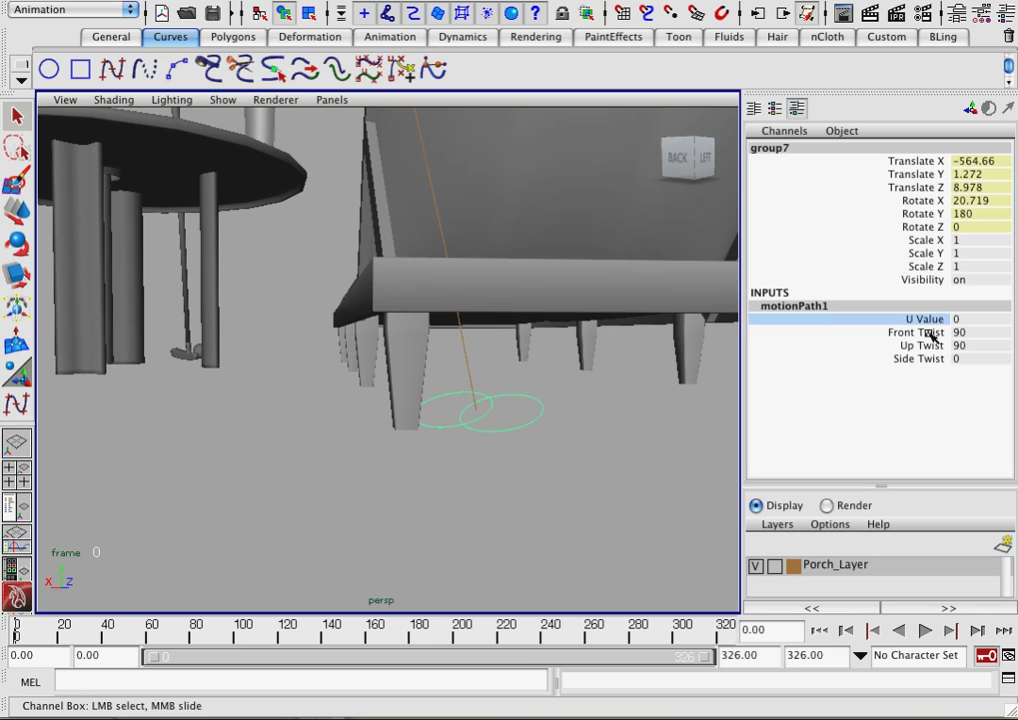 Animation
General Curves Polygons Deformation Animation Dynamics Rendering PaintEffects Toon Fluids Hair nCloth Custom BLing
View Shading Lighting Show Renderer Panels
Channels Object
group7
Translate X -564.66
Translate Y 1.272
Translate Z 8.978
Rotate X 20.719
Rotate Y 180
Rotate Z 0
Scale X 1
Scale Y 1
Scale Z 1
Visibility on
INPUTS
motionPath1
U Value 0
Front Twist 90
Up Twist 90
Side Twist 0
BACK LEFT
frame 0
Y
X Z
persp
Display Render
Layers Options Help
V Porch_Layer
<< >>
0 20 40 60 80 100 120 140 160 180 200 220 240 260 280 300 320 0.00
0.00 0.00 0 326 326.00 326.00 No Character Set
MEL
Channel Box: LMB select, MMB slide